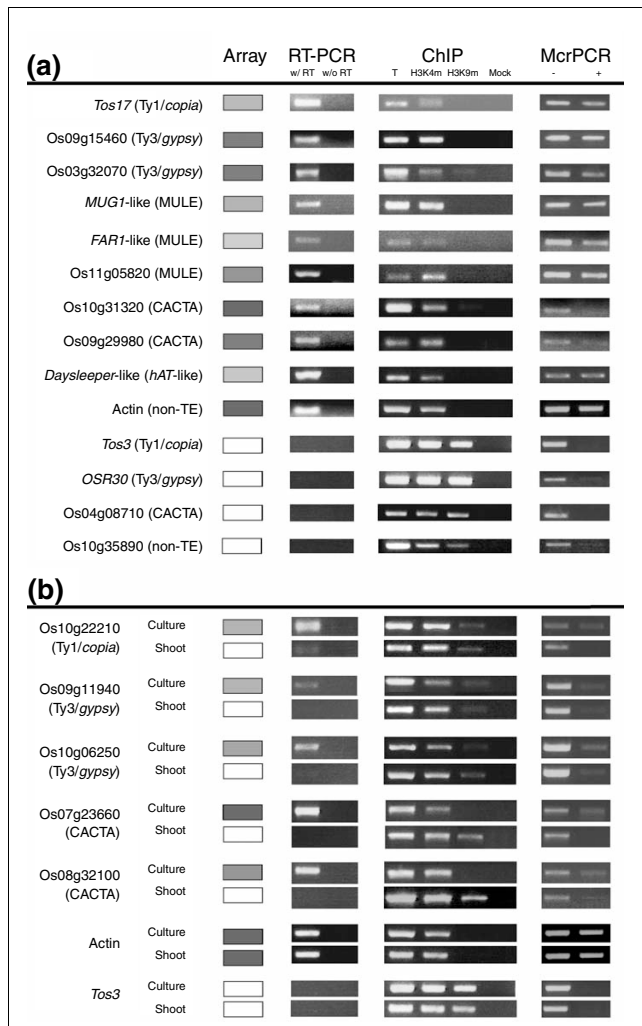 Array RT-PCR ChIP McrPCR
(a) w/ RT w/o RT T H3K4m H3K9m Mock - +
Tos17 (Ty1/copia)
Os09g15460 (Ty3/gypsy)
Os03g32070 (Ty3/gypsy)
MUG1-like (MULE)
FAR1-like (MULE)
Os11g05820 (MULE)
Os10g31320 (CACTA)
Os09g29980 (CACTA)
Daysleeper-like (hAT-like)
Actin (non-TE)
Tos3 (Ty1/copia)
OSR30 (Ty3/gypsy)
Os04g08710 (CACTA)
Os10g35890 (non-TE)
(b)
Os10g22210 Culture
(Ty1/copia) Shoot
Os09g11940 Culture
(Ty3/gypsy) Shoot
Os10g06250 Culture
(Ty3/gypsy) Shoot
Os07g23660 Culture
(CACTA) Shoot
Os08g32100 Culture
(CACTA) Shoot
Actin Culture
Shoot
Tos3 Culture
Shoot